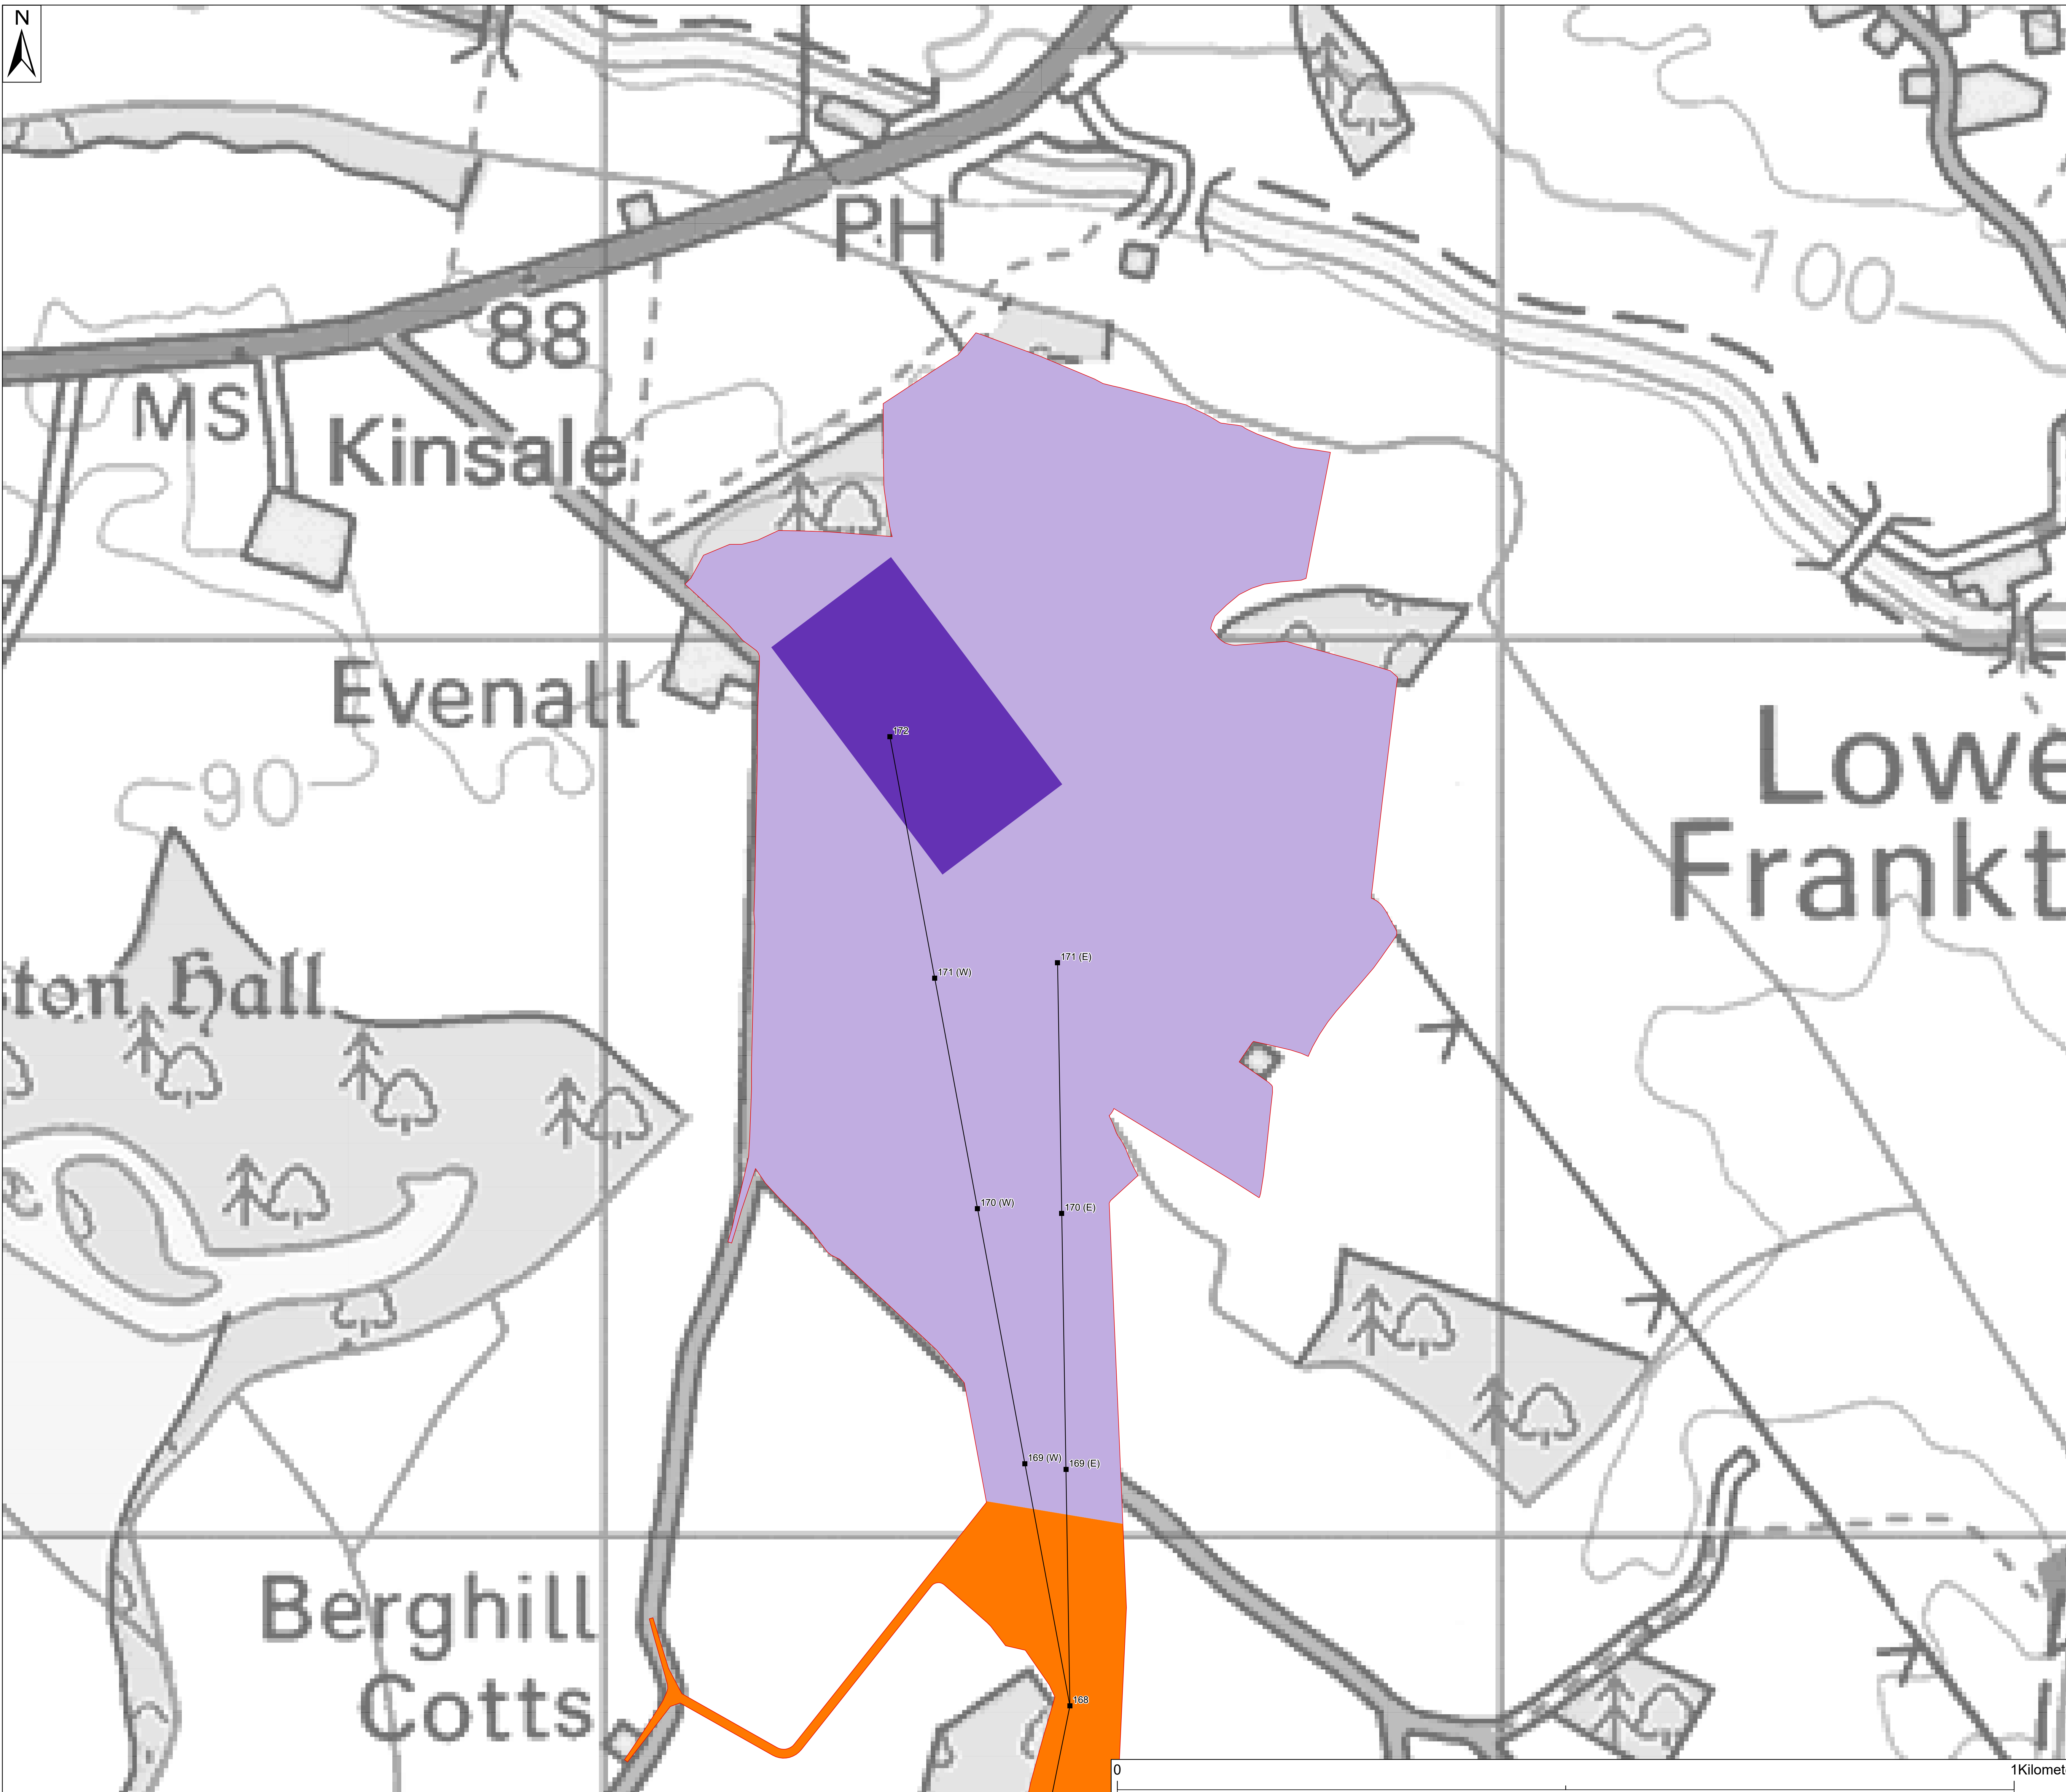 N
PH
100
88
MS
Kinsale
Evenall
172
Lowe
90
Frankt
ston Hall
171 (W)
171 (E)
170 (W)
170 (E)
169 (W)
169 (E)
Berghill
Cotts
168
0
1Kilomet